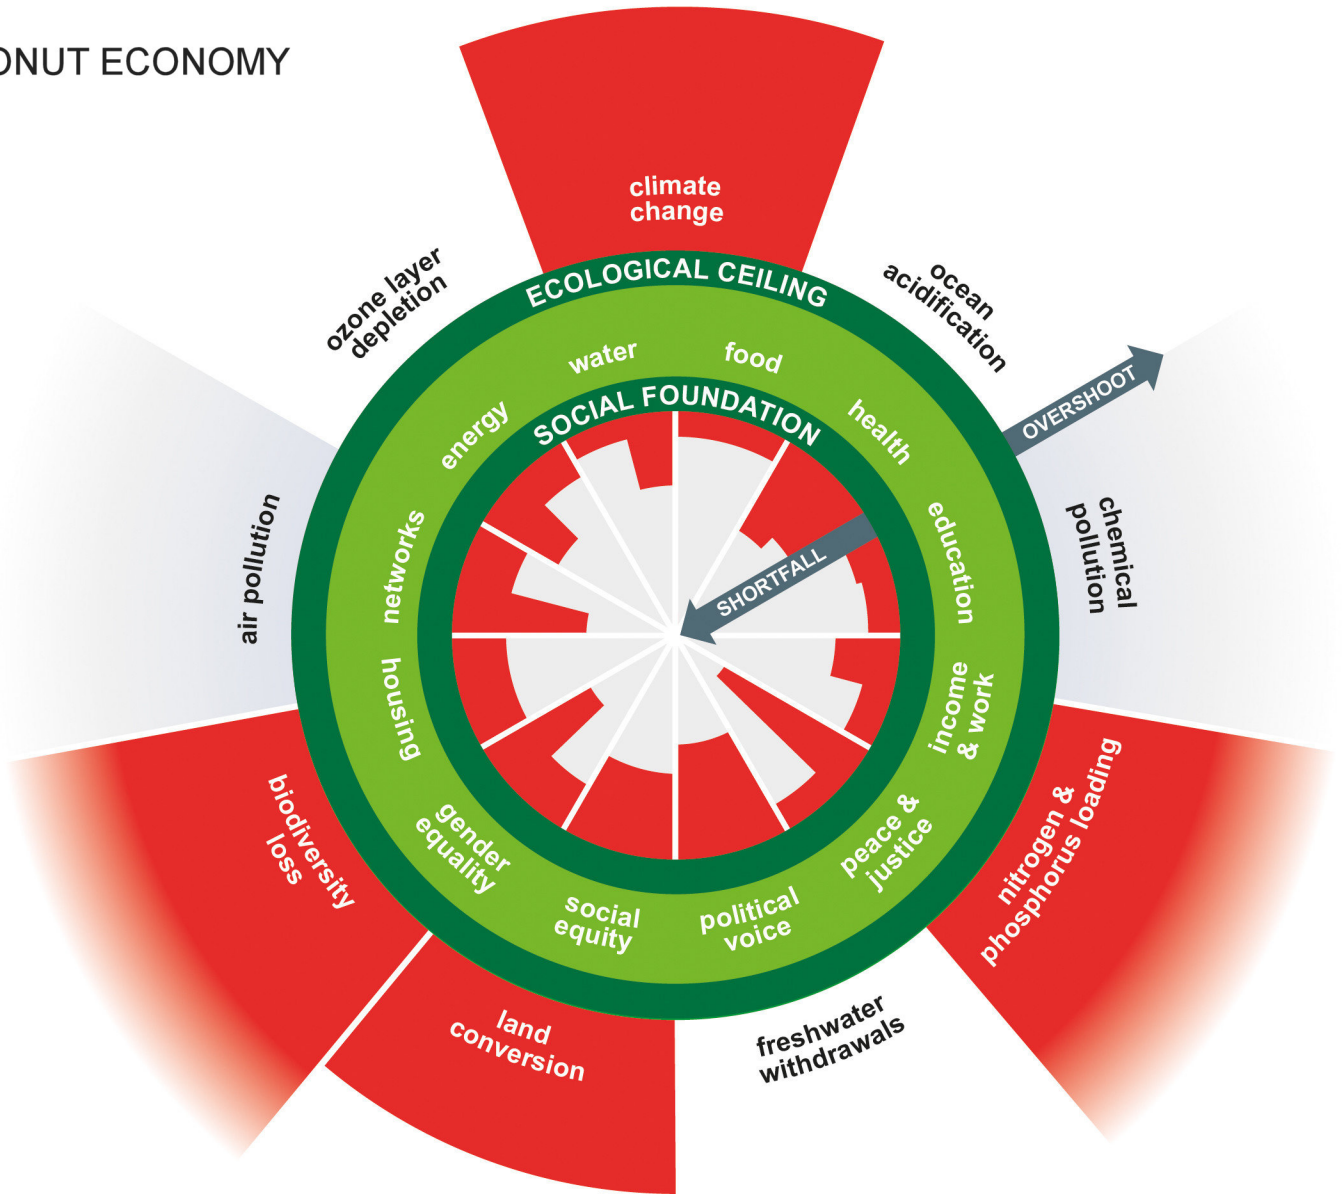 ONUT ECONOMY
climate
change
ozone layer
depletion
ocean
acidification
ECOLOGICAL CEILING
water
food
SOCIAL FOUNDATION
energy
health
OVERSHOOT
networks
education
SHORTFALL
air pollution
chemical
pollution
housing
income
& work
biodiversity
loss
gender
equality
social
equity
political
voice
peace &
justice
nitrogen &
phosphorus loading
land
conversion
freshwater
withdrawals